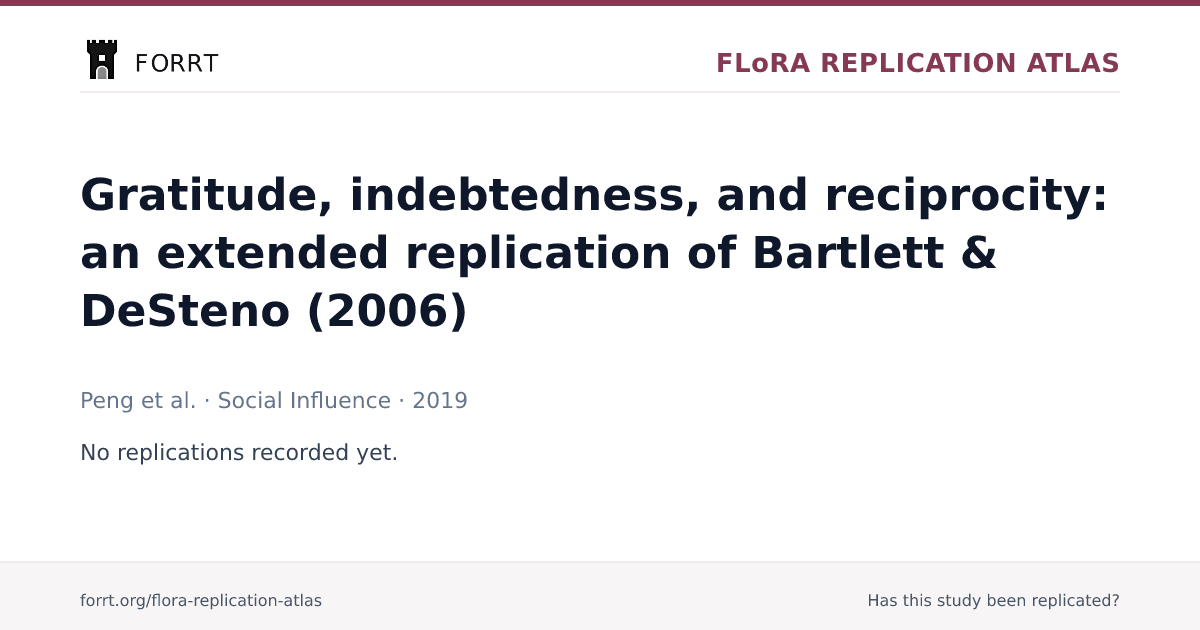 FORRT
FLoRA REPLICATION ATLAS
Gratitude, indebtedness, and reciprocity:
an extended replication of Bartlett &
DeSteno (2006)
Peng et al. · Social Influence · 2019
No replications recorded yet.
forrt.org/flora-replication-atlas
Has this study been replicated?